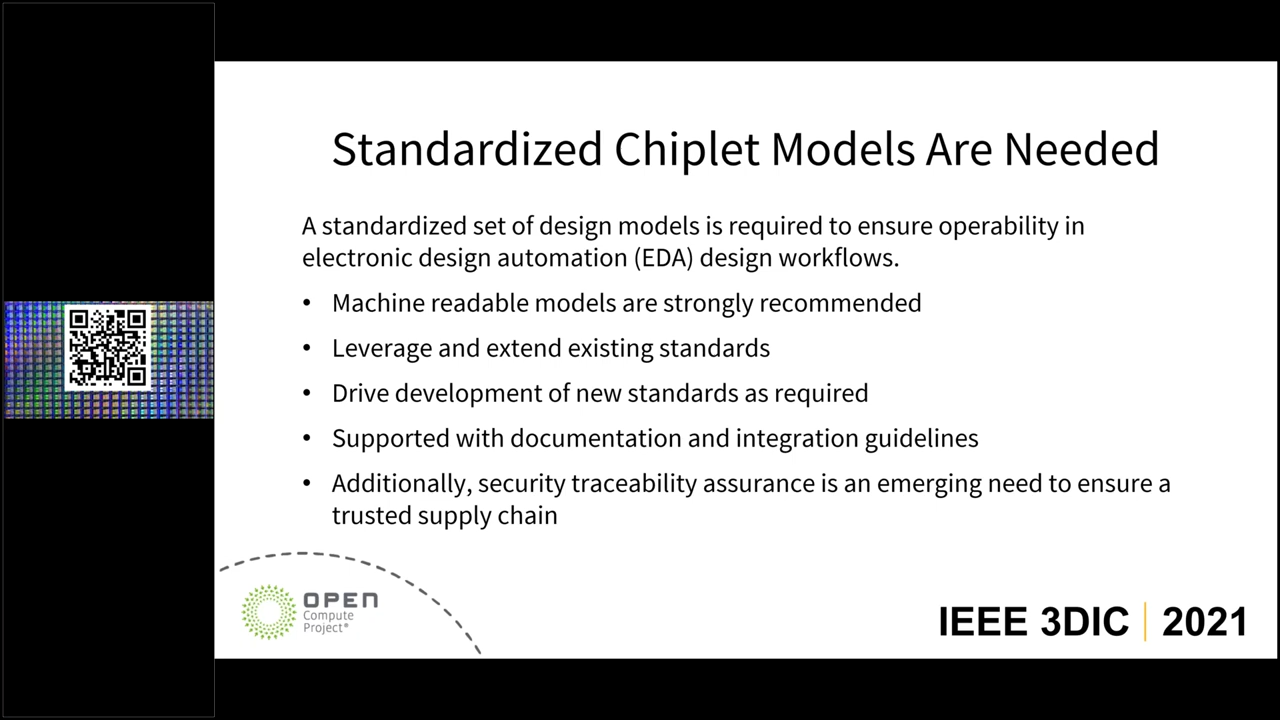 Standardized Chiplet Models Are Needed
A standardized set of design models is required to ensure operability in
electronic design automation (EDA) design workflows.
• Machine readable models are strongly recommended
• Leverage and extend existing standards
• Drive development of new standards as required
• Supported with documentation and integration guidelines
• Additionally, security traceability assurance is an emerging need to ensure a
trusted supply chain
OPEN
Compute
Project®
IEEE 3DIC | 2021